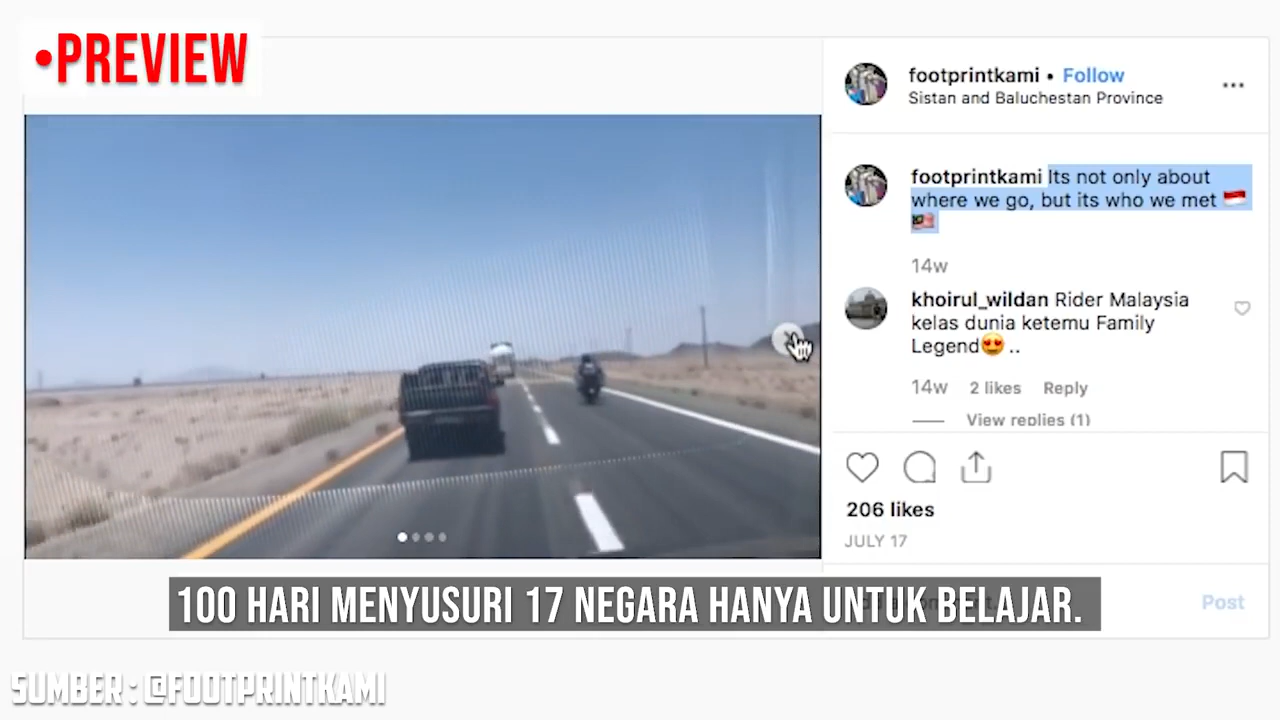 •PREVIEW
footprintkami • Follow
Sistan and Baluchestan Province
footprintkami Its not only about
where we go, but its who we met 🇮🇩
🇲🇾
14w
khoirul_wildan Rider Malaysia
kelas dunia ketemu Family
Legend😍 ..
14w 2 likes Reply
View replies (1)
206 likes
JULY 17
Post
100 HARI MENYUSURI 17 NEGARA HANYA UNTUK BELAJAR.
SUMBER : @FOOTPRINTKAMI